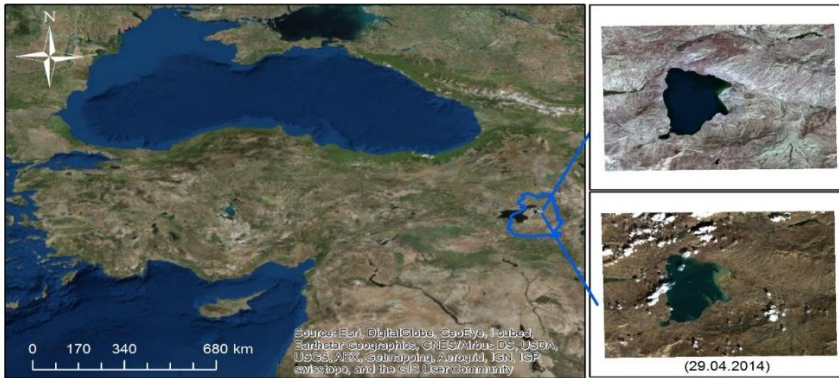 N
Source: Esri, DigitalGlobe, GeoEye, i-cubed,
Earthstar Geographics, CNES/Airbus DS, USDA,
USGS, AEX, Getmapping, Aerogrid, IGN, IGP,
swisstopo, and the GIS User Community
0 170 340 680 km
(29.04.2014)